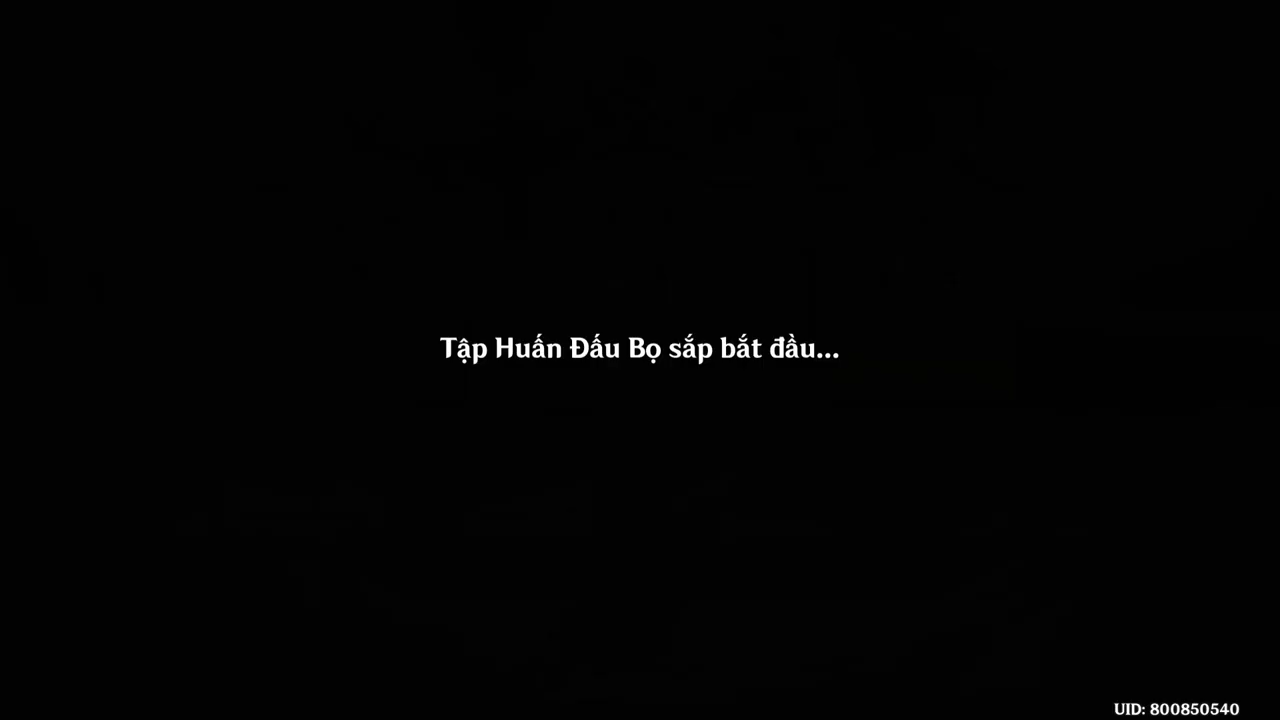 Tập Huấn Đấu Bọ sắp bắt đầu...
UID: 800850540